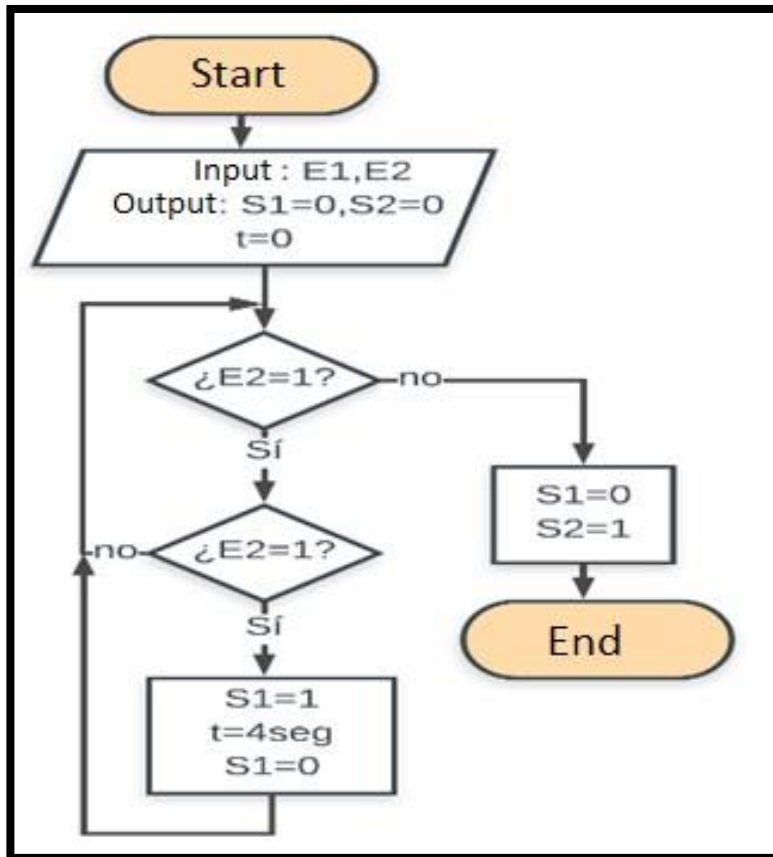 Start
Input : E1,E2
Output: S1=0,S2=0
t=0
¿E2=1?
no
Sí
S1=0
S2=1
no
¿E2=1?
Sí
End
S1=1
t=4seg
S1=0